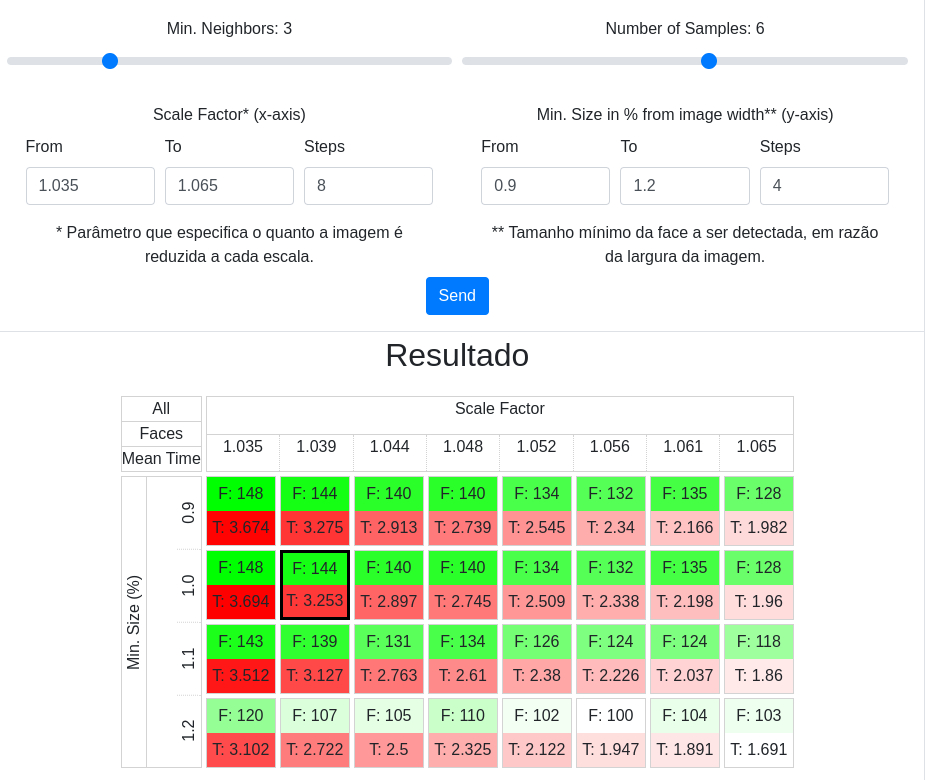 Min. Neighbors: 3
Number of Samples: 6
Scale Factor* (x-axis)
Min. Size in % from image width** (y-axis)
From To Steps
From To Steps
1.035 1.065 8
0.9 1.2 4
* Parâmetro que especifica o quanto a imagem é
reduzida a cada escala.
** Tamanho mínimo da face a ser detectada, em razão
da largura da imagem.
Send
Resultado
All
Faces
Mean Time
Scale Factor
1.035 1.039 1.044 1.048 1.052 1.056 1.061 1.065
Min. Size (%)
0.9
F: 148 F: 144 F: 140 F: 140 F: 134 F: 132 F: 135 F: 128
T: 3.674 T: 3.275 T: 2.913 T: 2.739 T: 2.545 T: 2.34 T: 2.166 T: 1.982
1.0
F: 148 F: 144 F: 140 F: 140 F: 134 F: 132 F: 135 F: 128
T: 3.694 T: 3.253 T: 2.897 T: 2.745 T: 2.509 T: 2.338 T: 2.198 T: 1.96
1.1
F: 143 F: 139 F: 131 F: 134 F: 126 F: 124 F: 124 F: 118
T: 3.512 T: 3.127 T: 2.763 T: 2.61 T: 2.38 T: 2.226 T: 2.037 T: 1.86
1.2
F: 120 F: 107 F: 105 F: 110 F: 102 F: 100 F: 104 F: 103
T: 3.102 T: 2.722 T: 2.5 T: 2.325 T: 2.122 T: 1.947 T: 1.891 T: 1.691